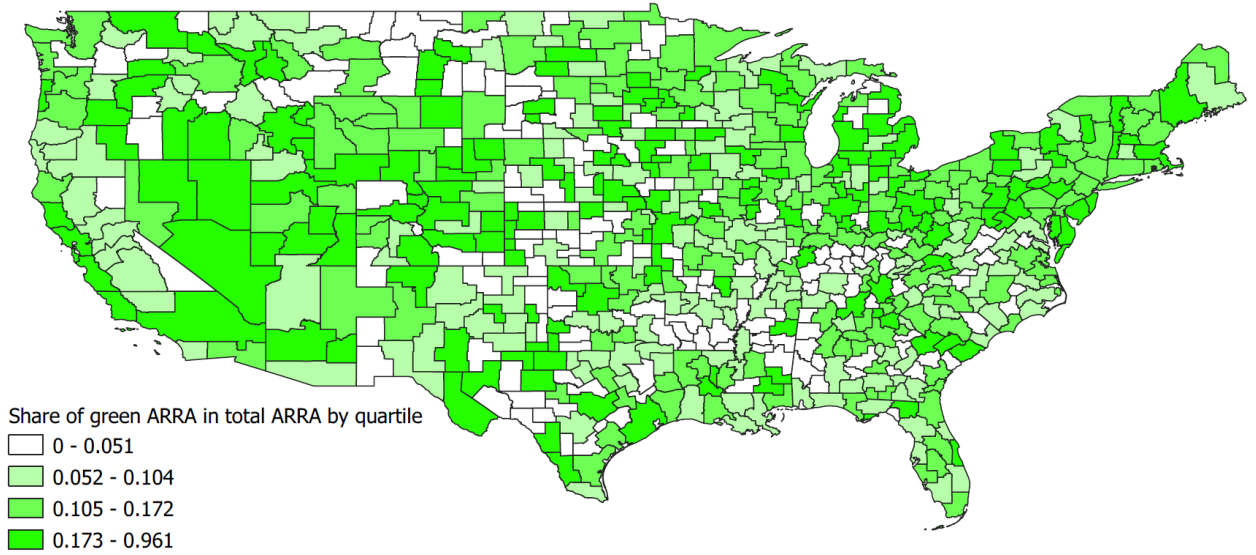 Share of green ARRA in total ARRA by quartile
0 - 0.051
0.052 - 0.104
0.105 - 0.172
0.173 - 0.961